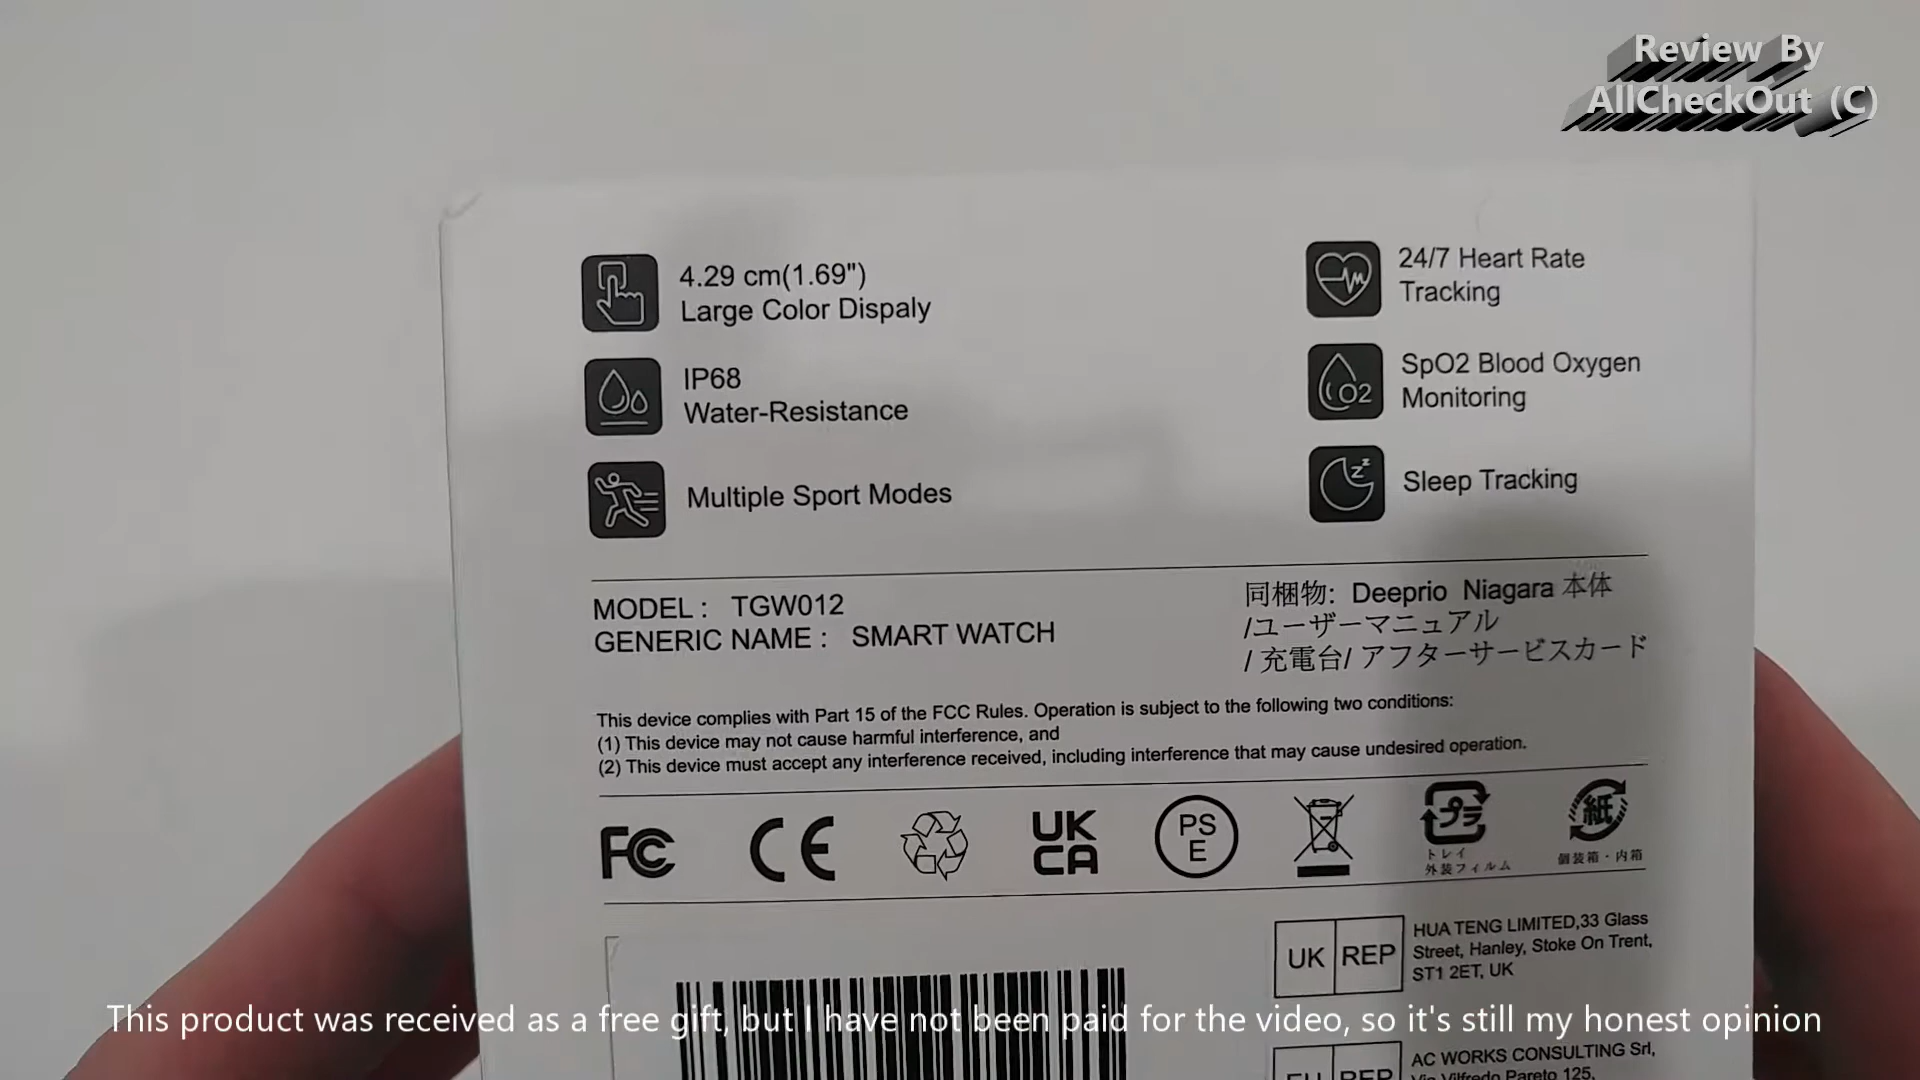 Review By
AllCheckOut (C)
4.29 cm(1.69")
Large Color Dispaly
IP68
Water-Resistance
Multiple Sport Modes
24/7 Heart Rate
Tracking
O2
SpO2 Blood Oxygen
Monitoring
Sleep Tracking
MODEL : TGW012
GENERIC NAME : SMART WATCH
同梱物: Deeprio Niagara 本体
/ユーザーマニュアル
/ 充電台/ アフターサービスカード
This device complies with Part 15 of the FCC Rules. Operation is subject to the following two conditions:
(1) This device may not cause harmful interference, and
(2) This device must accept any interference received, including interference that may cause undesired operation.
FC CE UK CA PS E プラ 紙
トレイ
外装フィルム
個装箱・内箱
UK REP
HUA TENG LIMITED,33 Glass
Street, Hanley, Stoke On Trent,
ST1 2ET, UK
This product was received as a free gift, but I have not been paid for the video, so it's still my honest opinion
EU REP
AC WORKS CONSULTING Srl,
Via Vilfredo Pareto 125,